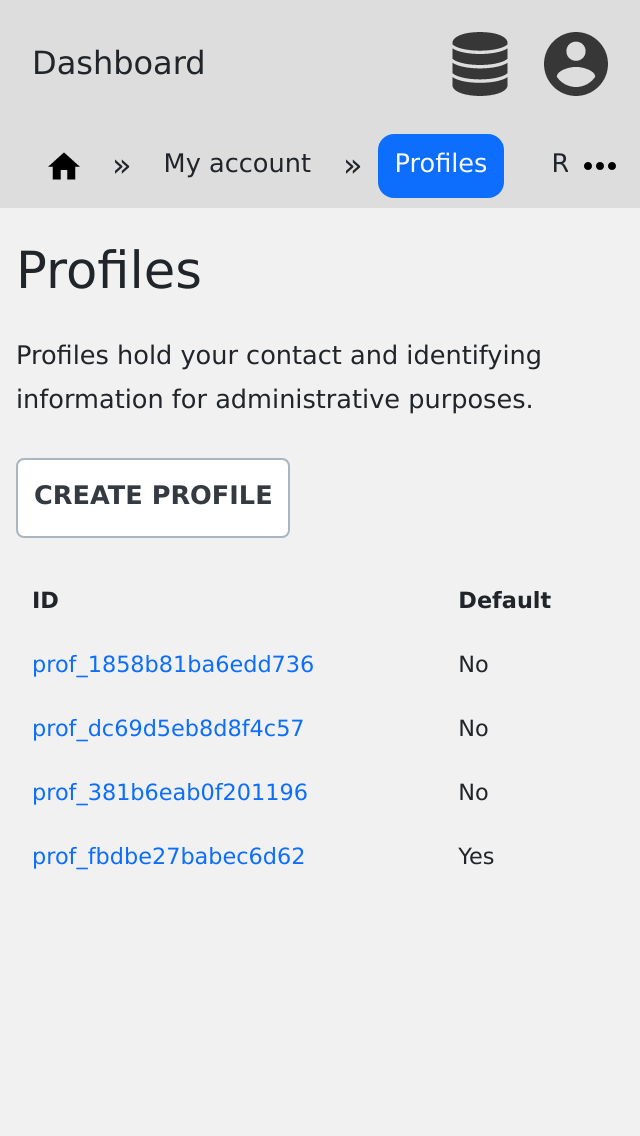 Dashboard
» My account » Profiles R
Profiles
Profiles hold your contact and identifying
information for administrative purposes.
CREATE PROFILE
ID Default
prof_1858b81ba6edd736 No
prof_dc69d5eb8d8f4c57 No
prof_381b6eab0f201196 No
prof_fbdbe27babec6d62 Yes